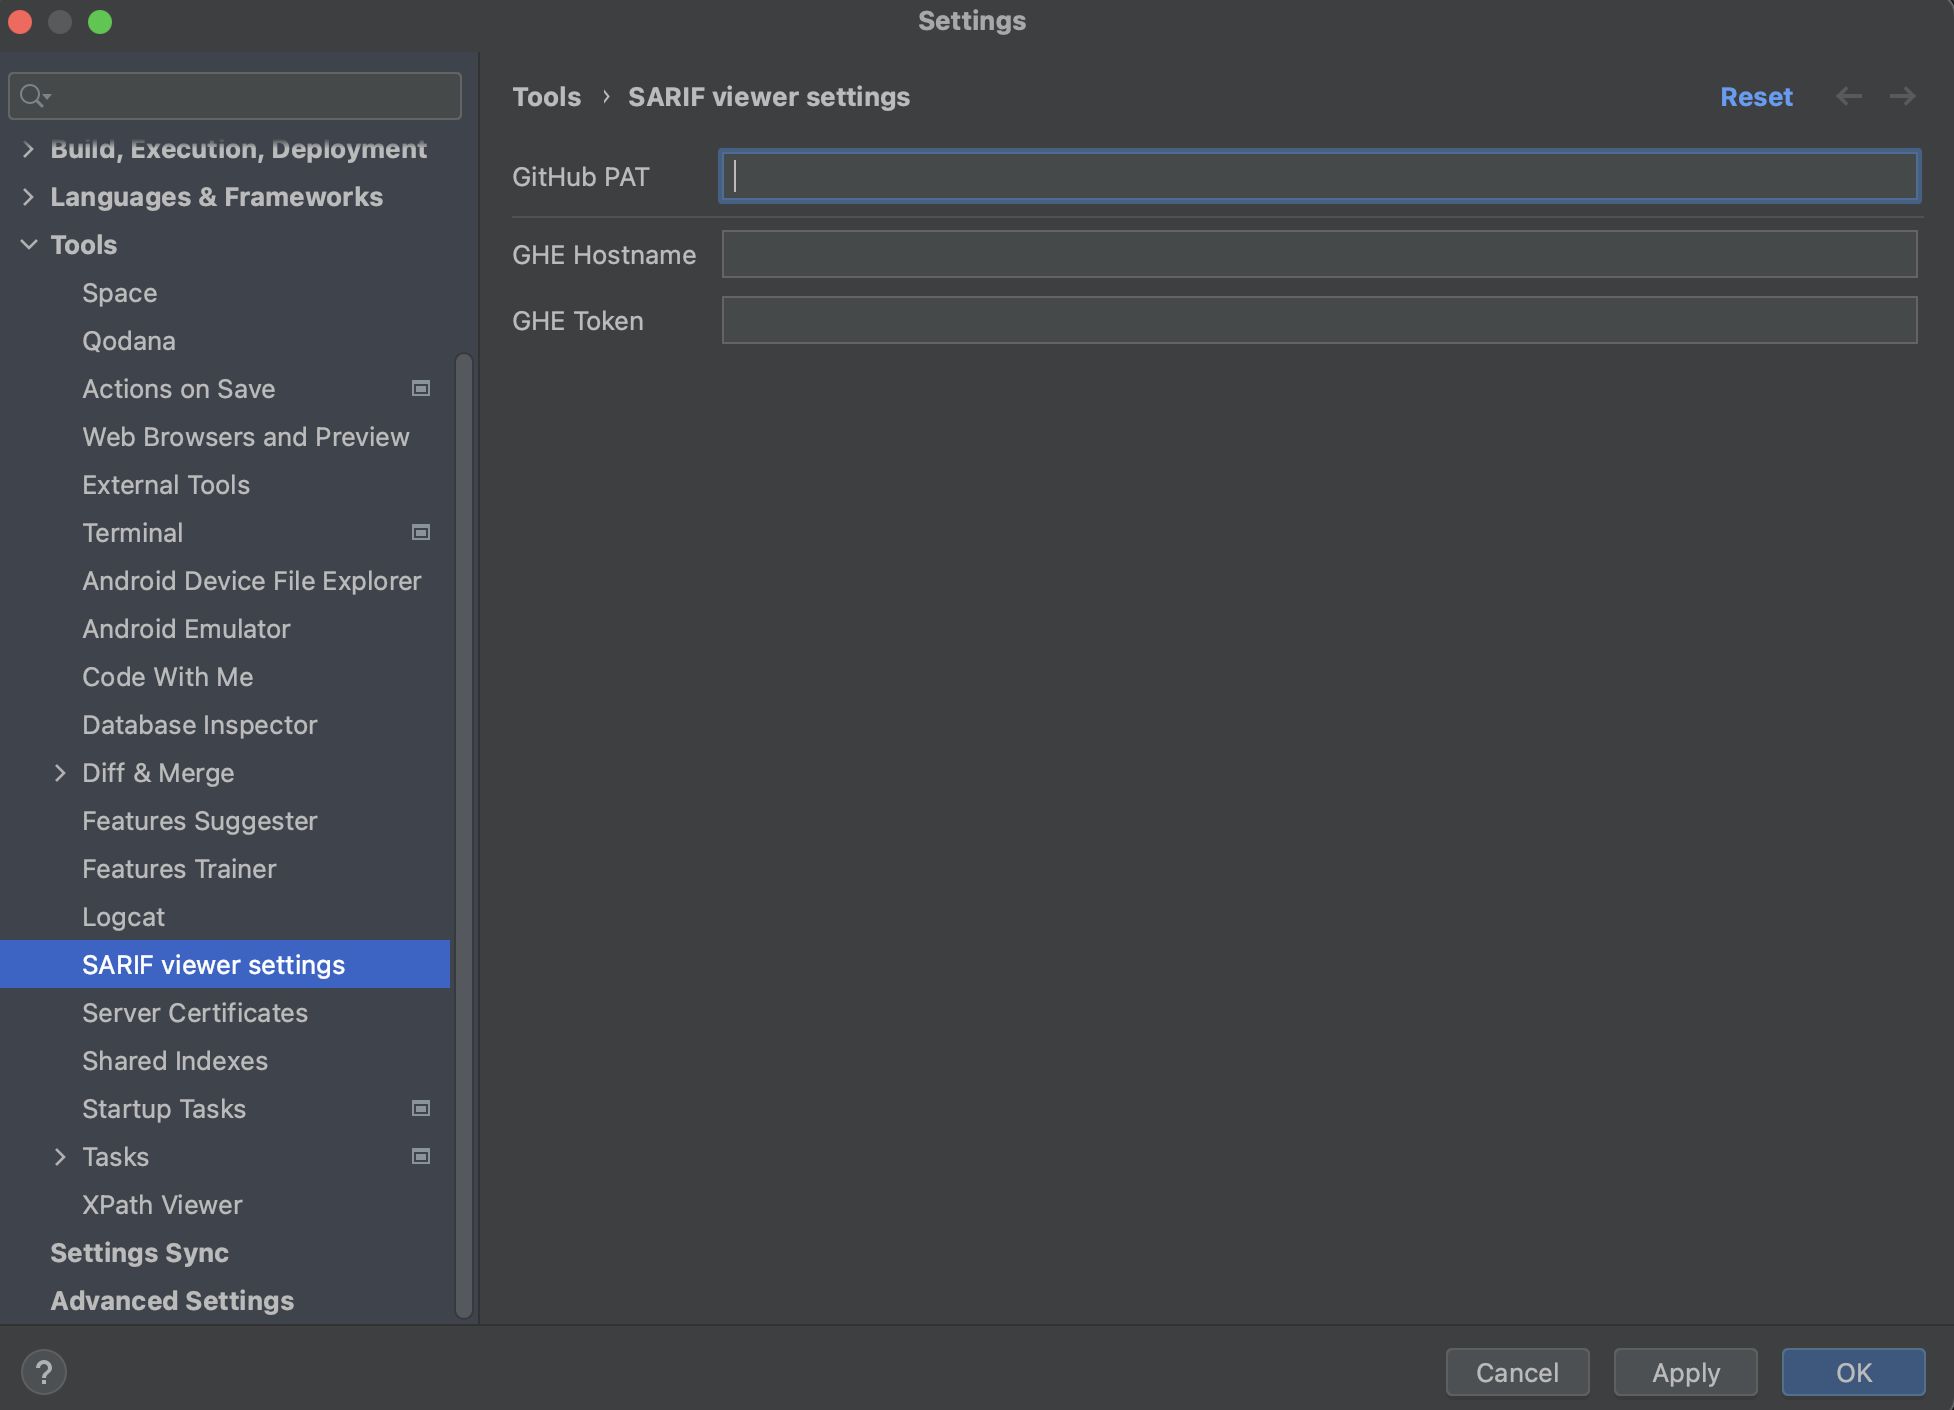 Settings
Build, Execution, Deployment
Languages & Frameworks
Tools
Space
Qodana
Actions on Save
Web Browsers and Preview
External Tools
Terminal
Android Device File Explorer
Android Emulator
Code With Me
Database Inspector
Diff & Merge
Features Suggester
Features Trainer
Logcat
SARIF viewer settings
Server Certificates
Shared Indexes
Startup Tasks
Tasks
XPath Viewer
Settings Sync
Advanced Settings
Tools › SARIF viewer settings
Reset
GitHub PAT
GHE Hostname
GHE Token
?
Cancel
Apply
OK